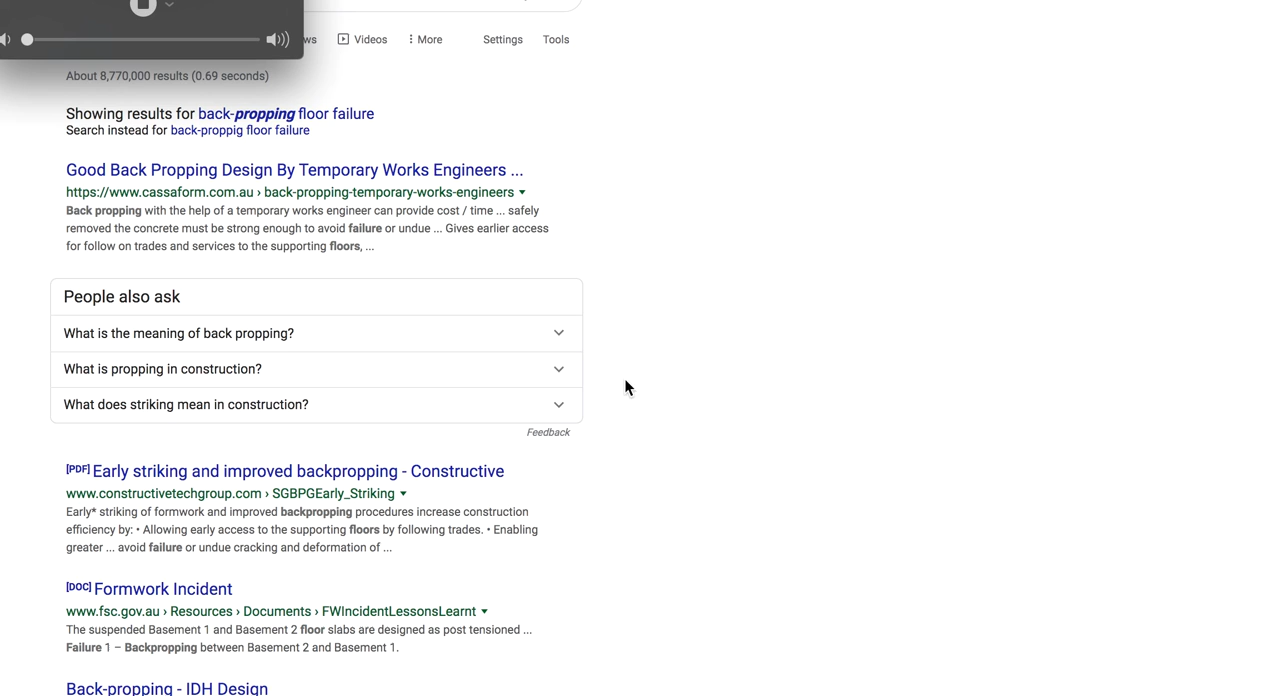 ws Videos More Settings Tools
About 8,770,000 results (0.69 seconds)
Showing results for back-propping floor failure
Search instead for back-proppig floor failure
Good Back Propping Design By Temporary Works Engineers ...
https://www.cassaform.com.au › back-propping-temporary-works-engineers
Back propping with the help of a temporary works engineer can provide cost / time ... safely
removed the concrete must be strong enough to avoid failure or undue ... Gives earlier access
for follow on trades and services to the supporting floors, ...
People also ask
What is the meaning of back propping?
What is propping in construction?
What does striking mean in construction?
Feedback
[PDF] Early striking and improved backpropping - Constructive
www.constructivetechgroup.com › SGBPGEarly_Striking
Early* striking of formwork and improved backpropping procedures increase construction
efficiency by: • Allowing early access to the supporting floors by following trades. • Enabling
greater ... avoid failure or undue cracking and deformation of ...
[DOC] Formwork Incident
www.fsc.gov.au › Resources › Documents › FWIncidentLessonsLearnt
The suspended Basement 1 and Basement 2 floor slabs are designed as post tensioned ...
Failure 1 – Backpropping between Basement 2 and Basement 1.
Back-propping - IDH Design